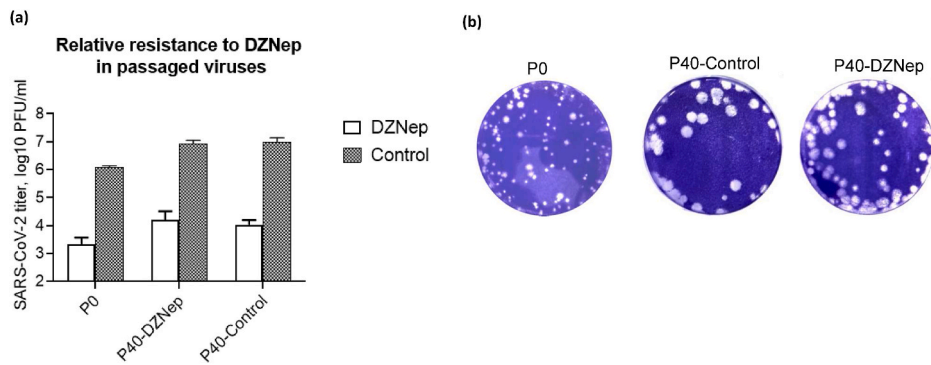 (a)
Relative resistance to DZNep
in passaged viruses
SARS-CoV-2 titer, log10 PFU/ml
8
7
6
5
4
3
2
P0
P40-DZNep
P40-Control
DZNep
Control
(b)
P0
P40-Control
P40-DZNep